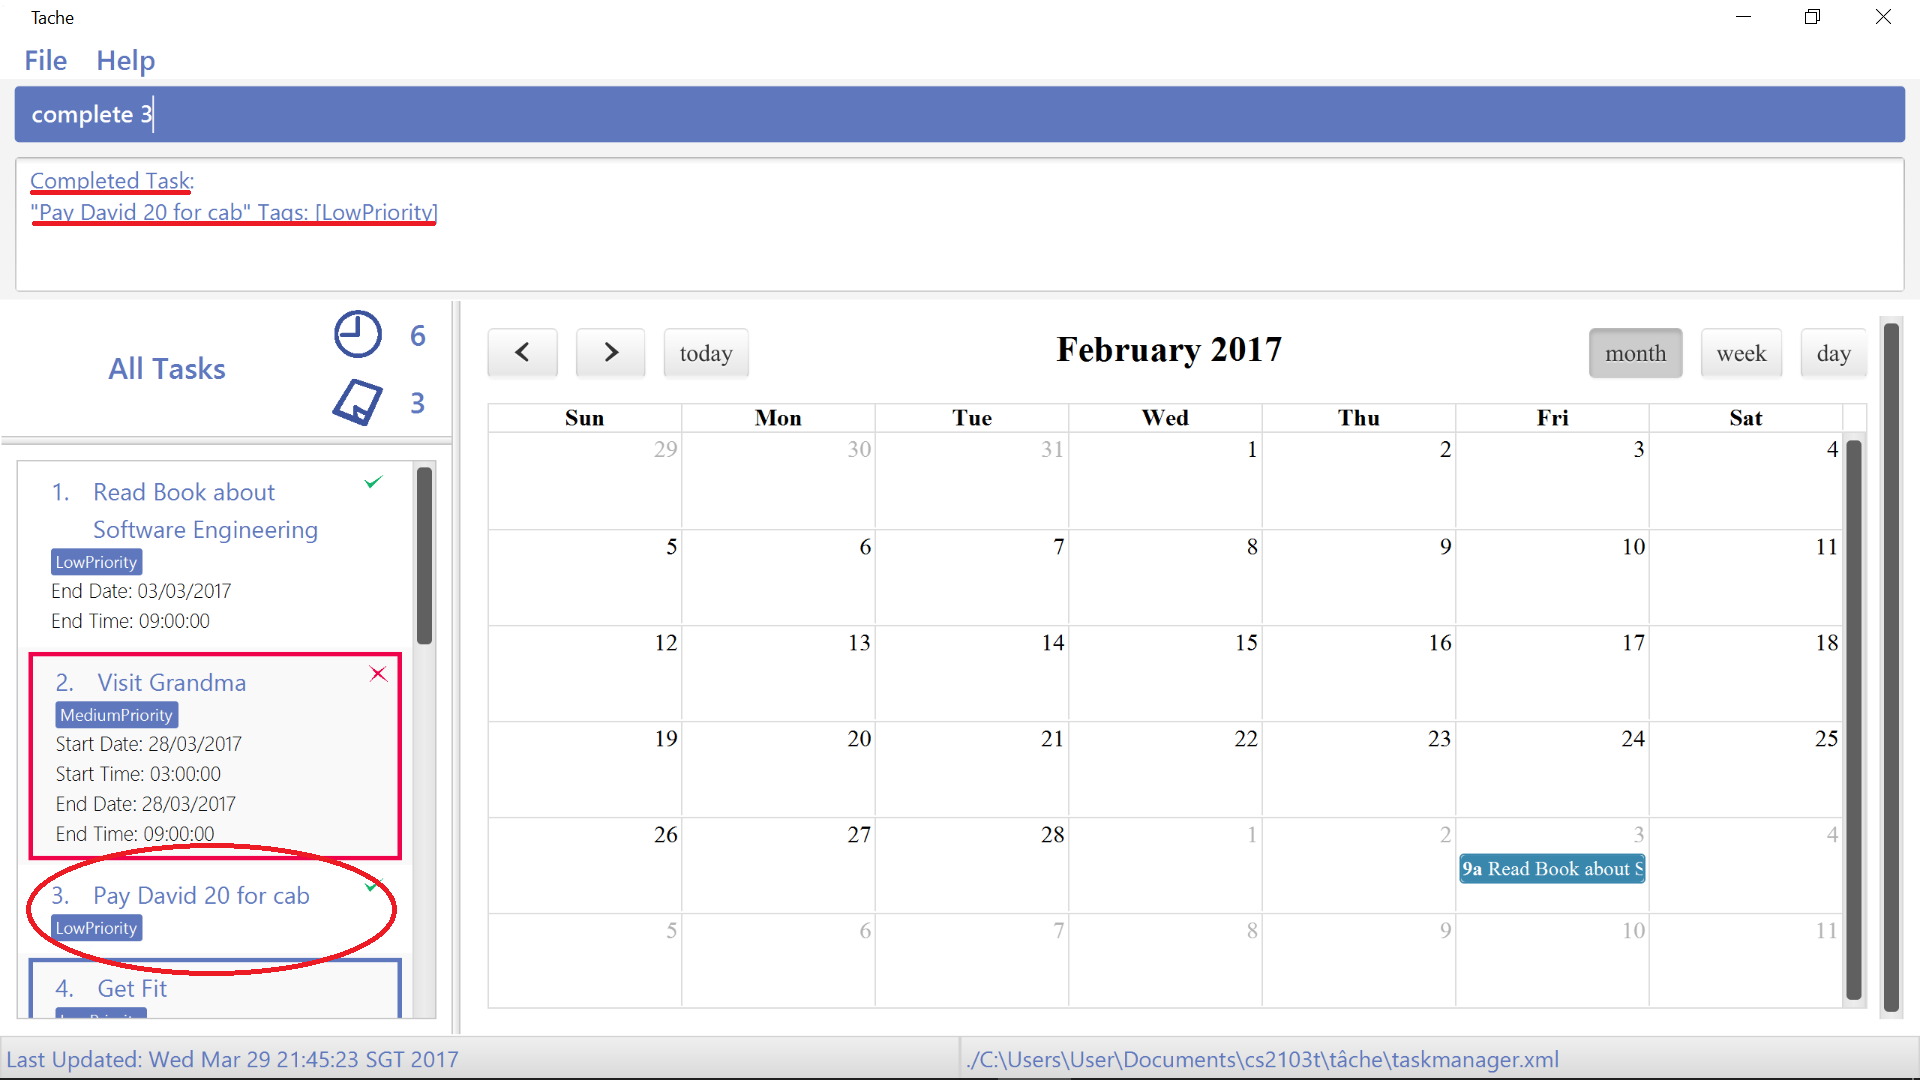 Tache
File Help
complete 3
Completed Task:
"Pay David 20 for cab" Tags: [LowPriority]
All Tasks
6
3
1. Read Book about
Software Engineering
LowPriority
End Date: 03/03/2017
End Time: 09:00:00
2. Visit Grandma
MediumPriority
Start Date: 28/03/2017
Start Time: 03:00:00
End Date: 28/03/2017
End Time: 09:00:00
3. Pay David 20 for cab
LowPriority
4. Get Fit
today
February 2017
month week day
Sun Mon Tue Wed Thu Fri Sat
29 30 31 1 2 3 4
5 6 7 8 9 10 11
12 13 14 15 16 17 18
19 20 21 22 23 24 25
26 27 28 1 2 3 4
9a Read Book about S
5 6 7 8 9 10 11
Last Updated: Wed Mar 29 21:45:23 SGT 2017
./C:\Users\User\Documents\cs2103t\tâche\taskmanager.xml